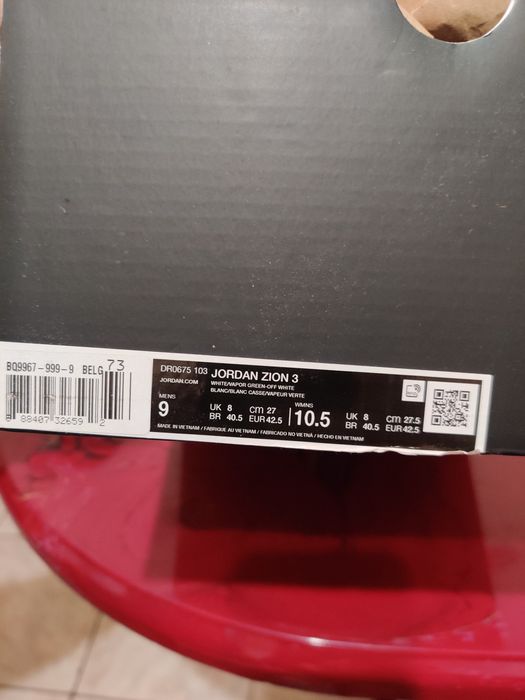 BQ9967-999-9 BELG 73
88407 32659 2
DR0675 103 JORDAN ZION 3
JORDAN.COM WHITE/VAPOR GREEN-OFF WHITE
BLANC/BLANC CASSE/VAPEUR VERTE
MENS
9 UK 8 cm 27
BR 40.5 EUR 42.5
WMNS
10.5 UK 8 cm 27.5
BR 40.5 EUR 42.5
MADE IN VIETNAM / FABRIQUE AU VIETNAM / FABRICADO NO VIETNÃ / HECHO EN VIETNAM